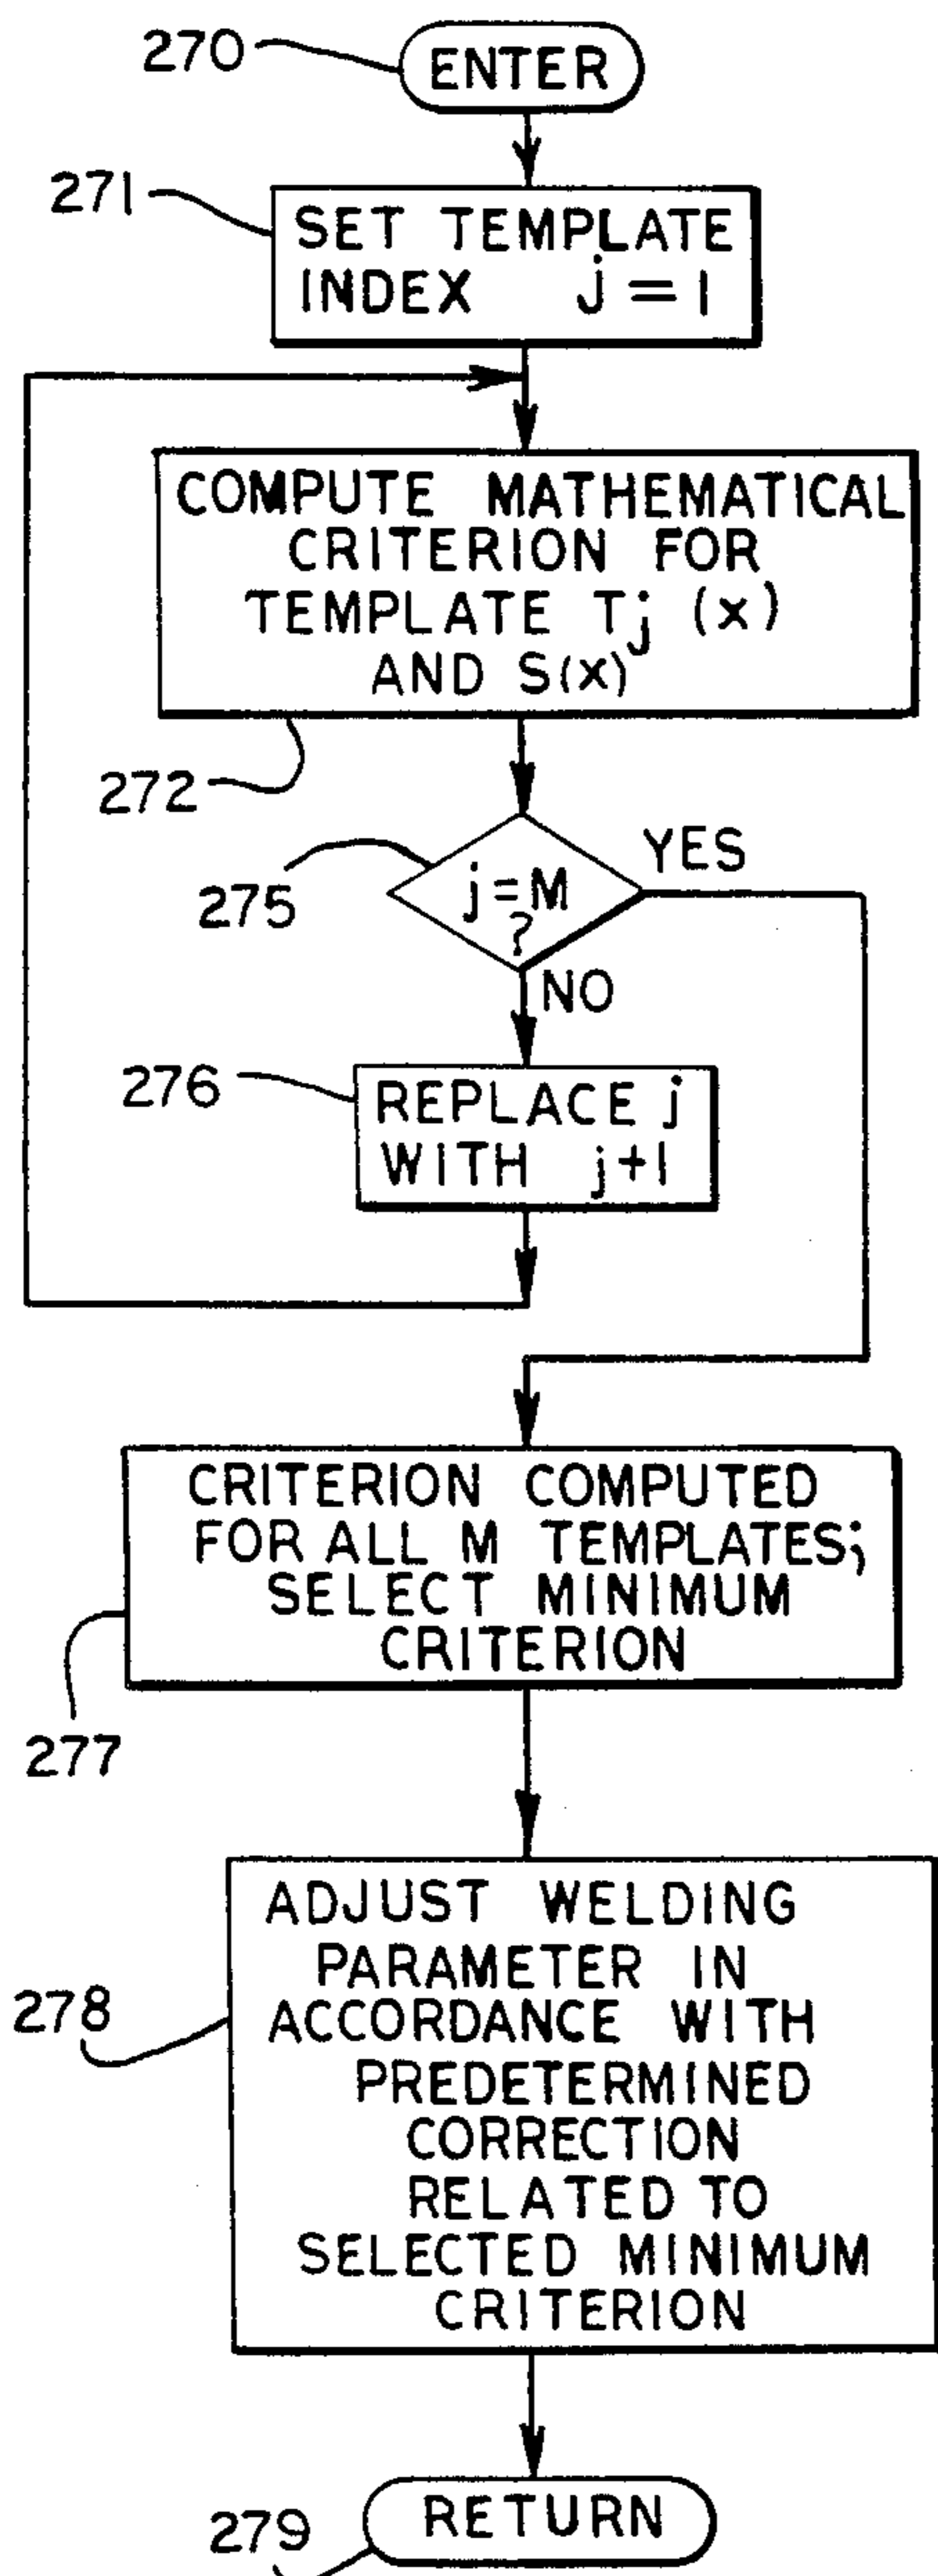 270
ENTER
271
SET TEMPLATE
INDEX j = 1
COMPUTE MATHEMATICAL
CRITERION FOR
TEMPLATE Tj (x)
AND S(x)
272
275
j=M
?
YES
NO
276
REPLACE j
WITH j+1
CRITERION COMPUTED
FOR ALL M TEMPLATES;
SELECT MINIMUM
CRITERION
277
ADJUST WELDING
PARAMETER IN
ACCORDANCE WITH
PREDETERMINED
CORRECTION
RELATED TO
SELECTED MINIMUM
CRITERION
278
RETURN
279